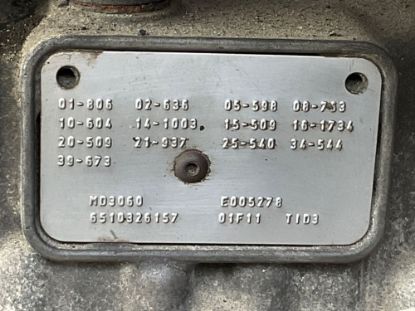 01-806 02-636 05-598 08-733
10-604 14-1003 15-509 16-1734
20-509 21-937 25-540 34-544
39-673
MD3060 E005278
6510326157 01F11 TID3